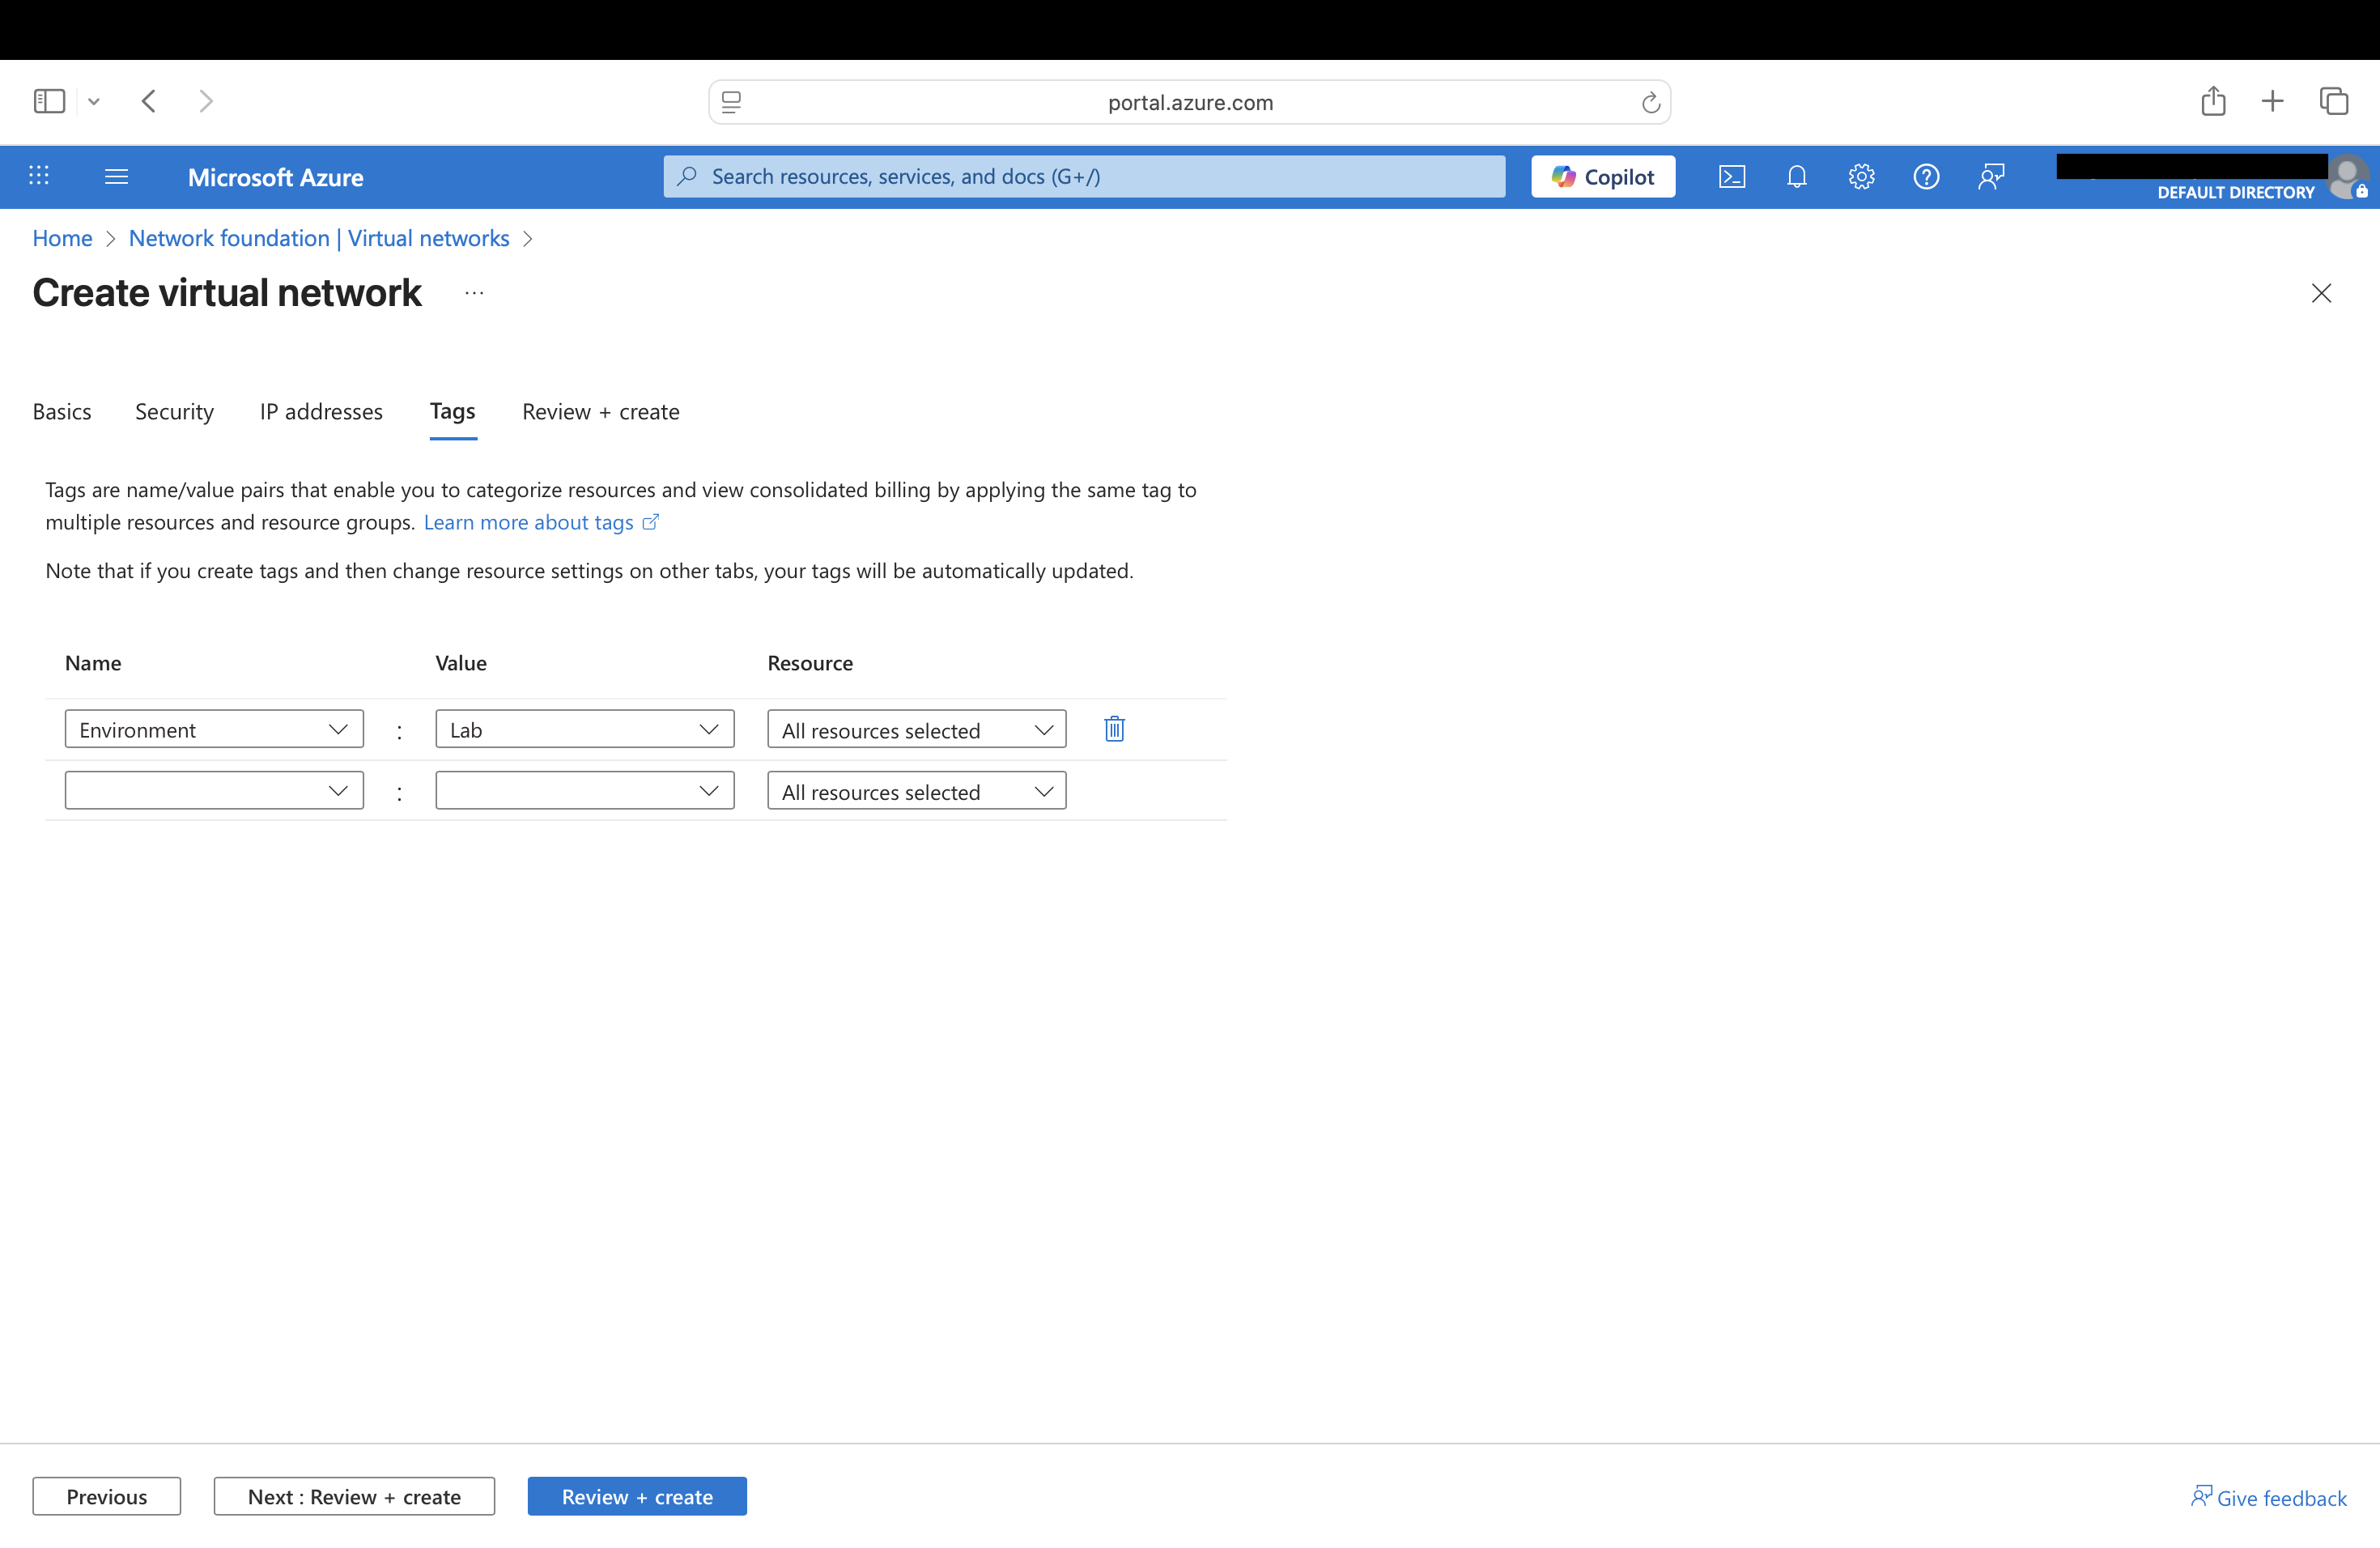 portal.azure.com
Microsoft Azure
Search resources, services, and docs (G+/)
Copilot
DEFAULT DIRECTORY
Home > Network foundation | Virtual networks >
Create virtual network ...
Basics Security IP addresses Tags Review + create
Tags are name/value pairs that enable you to categorize resources and view consolidated billing by applying the same tag to
multiple resources and resource groups. Learn more about tags
Note that if you create tags and then change resource settings on other tabs, your tags will be automatically updated.
Name Value Resource
Environment : Lab All resources selected
: All resources selected
Previous Next : Review + create Review + create Give feedback